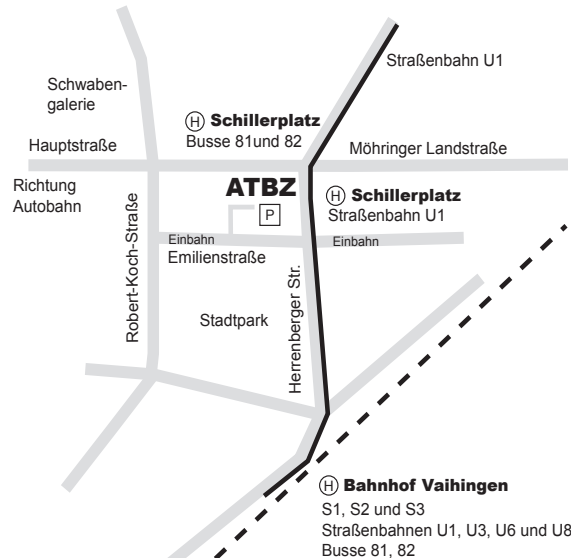 Straßenbahn U1
Schwaben-
galerie
Ⓗ Schillerplatz
Busse 81und 82
Hauptstraße
Möhringer Landstraße
Richtung
Autobahn
ATBZ
P
Ⓗ Schillerplatz
Straßenbahn U1
Einbahn
Einbahn
Emilienstraße
Robert-Koch-Straße
Stadtpark
Herrenberger Str.
Ⓗ Bahnhof Vaihingen
S1, S2 und S3
Straßenbahnen U1, U3, U6 und U8
Busse 81, 82